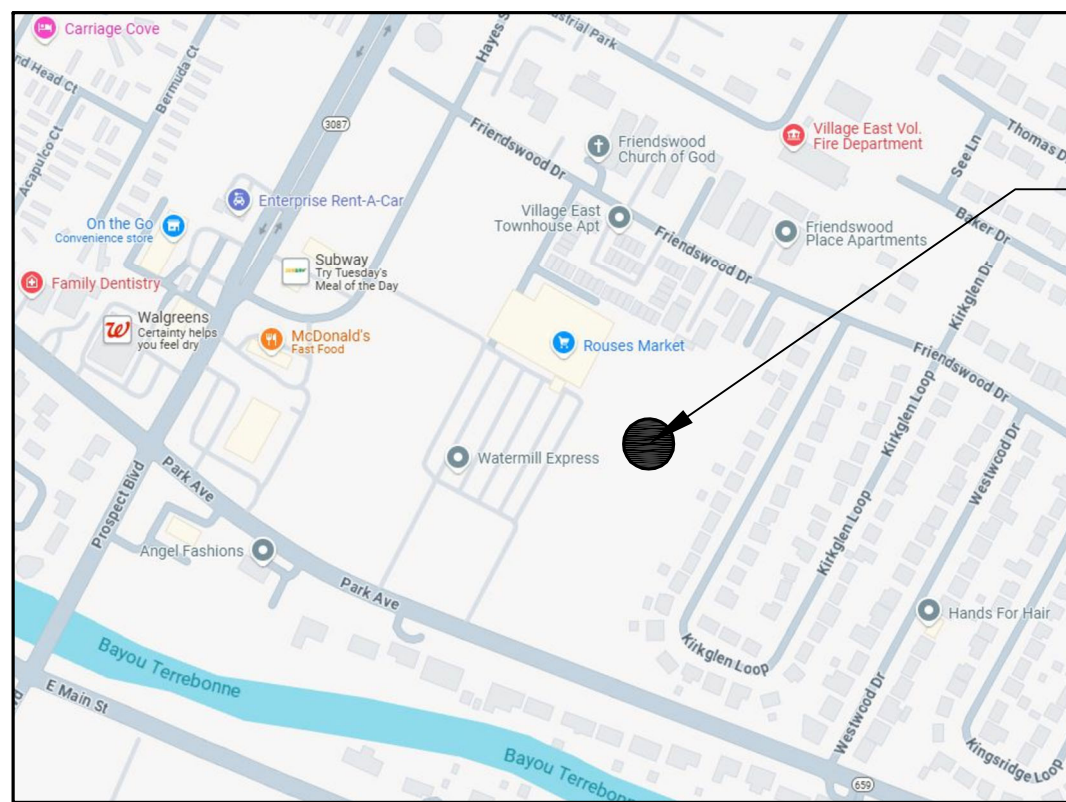 Carriage Cove
nd Head Ct
Bermuda Ct
Acapulco Ct
3087
Hayes S
ustrial Park
Friendswood Dr
Friendswood
Church of God
Village East Vol.
Fire Department
See Ln
Thomas D
Enterprise Rent-A-Car
On the Go
Convenience store
Village East
Townhouse Apt
Friendswood Dr
Friendswood
Place Apartments
Baker Dr
Subway
Try Tuesday's
Meal of the Day
Family Dentistry
Walgreens
Certainty helps
you feel dry
McDonald's
Fast Food
Rouses Market
Kirkglen Dr
Friendswood Dr
Kirkglen Loop
Westwood Dr
Watermill Express
Park Ave
Prospect Blvd
Kirkglen Loop
Angel Fashions
Park Ave
Hands For Hair
Kirkglen Loop
Bayou Terrebonne
E Main St
Westwood Dr
Kingsridge Loop
Bayou Terrebonne
659